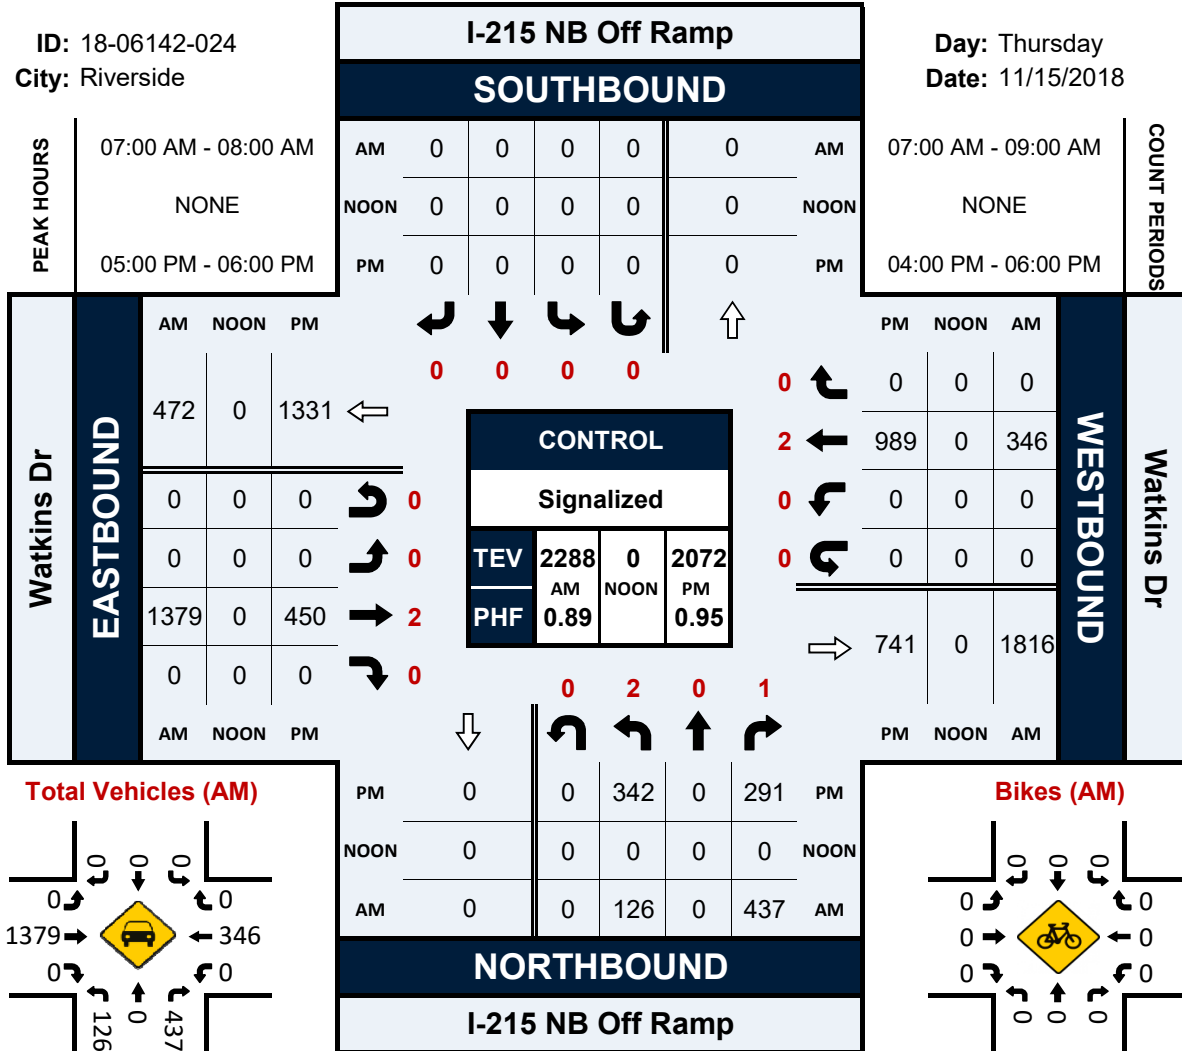 I-215 NB Off Ramp
ID: 18-06142-024
Day: Thursday
City: Riverside
Date: 11/15/2018
SOUTHBOUND
PEAK HOURS
07:00 AM - 08:00 AM
NONE
05:00 PM - 06:00 PM
AM 0 0 0 0 0 AM
NOON 0 0 0 0 0 NOON
PM 0 0 0 0 0 PM
07:00 AM - 09:00 AM
NONE
04:00 PM - 06:00 PM
COUNT PERIODS
0 0 0 0
Watkins Dr
EASTBOUND
AM NOON PM
472 0 1331
0 0 0 0
0 0 0 0
1379 0 450 2
0 0 0 0
AM NOON PM
CONTROL
Signalized
TEV 2288 0 2072
AM NOON PM
PHF 0.89 0.95
PM NOON AM
0 0 0 0
2 989 0 346
0 0 0 0
0 0 0 0
741 0 1816
PM NOON AM
WESTBOUND
Watkins Dr
0 2 0 1
PM 0 0 342 0 291 PM
NOON 0 0 0 0 0 NOON
AM 0 0 126 0 437 AM
NORTHBOUND
I-215 NB Off Ramp
Total Vehicles (AM)
0 0 0
0 0
1379 346
0 0
126 0 437
Bikes (AM)
0 0 0
0 0
0 0
0 0
0 0 0